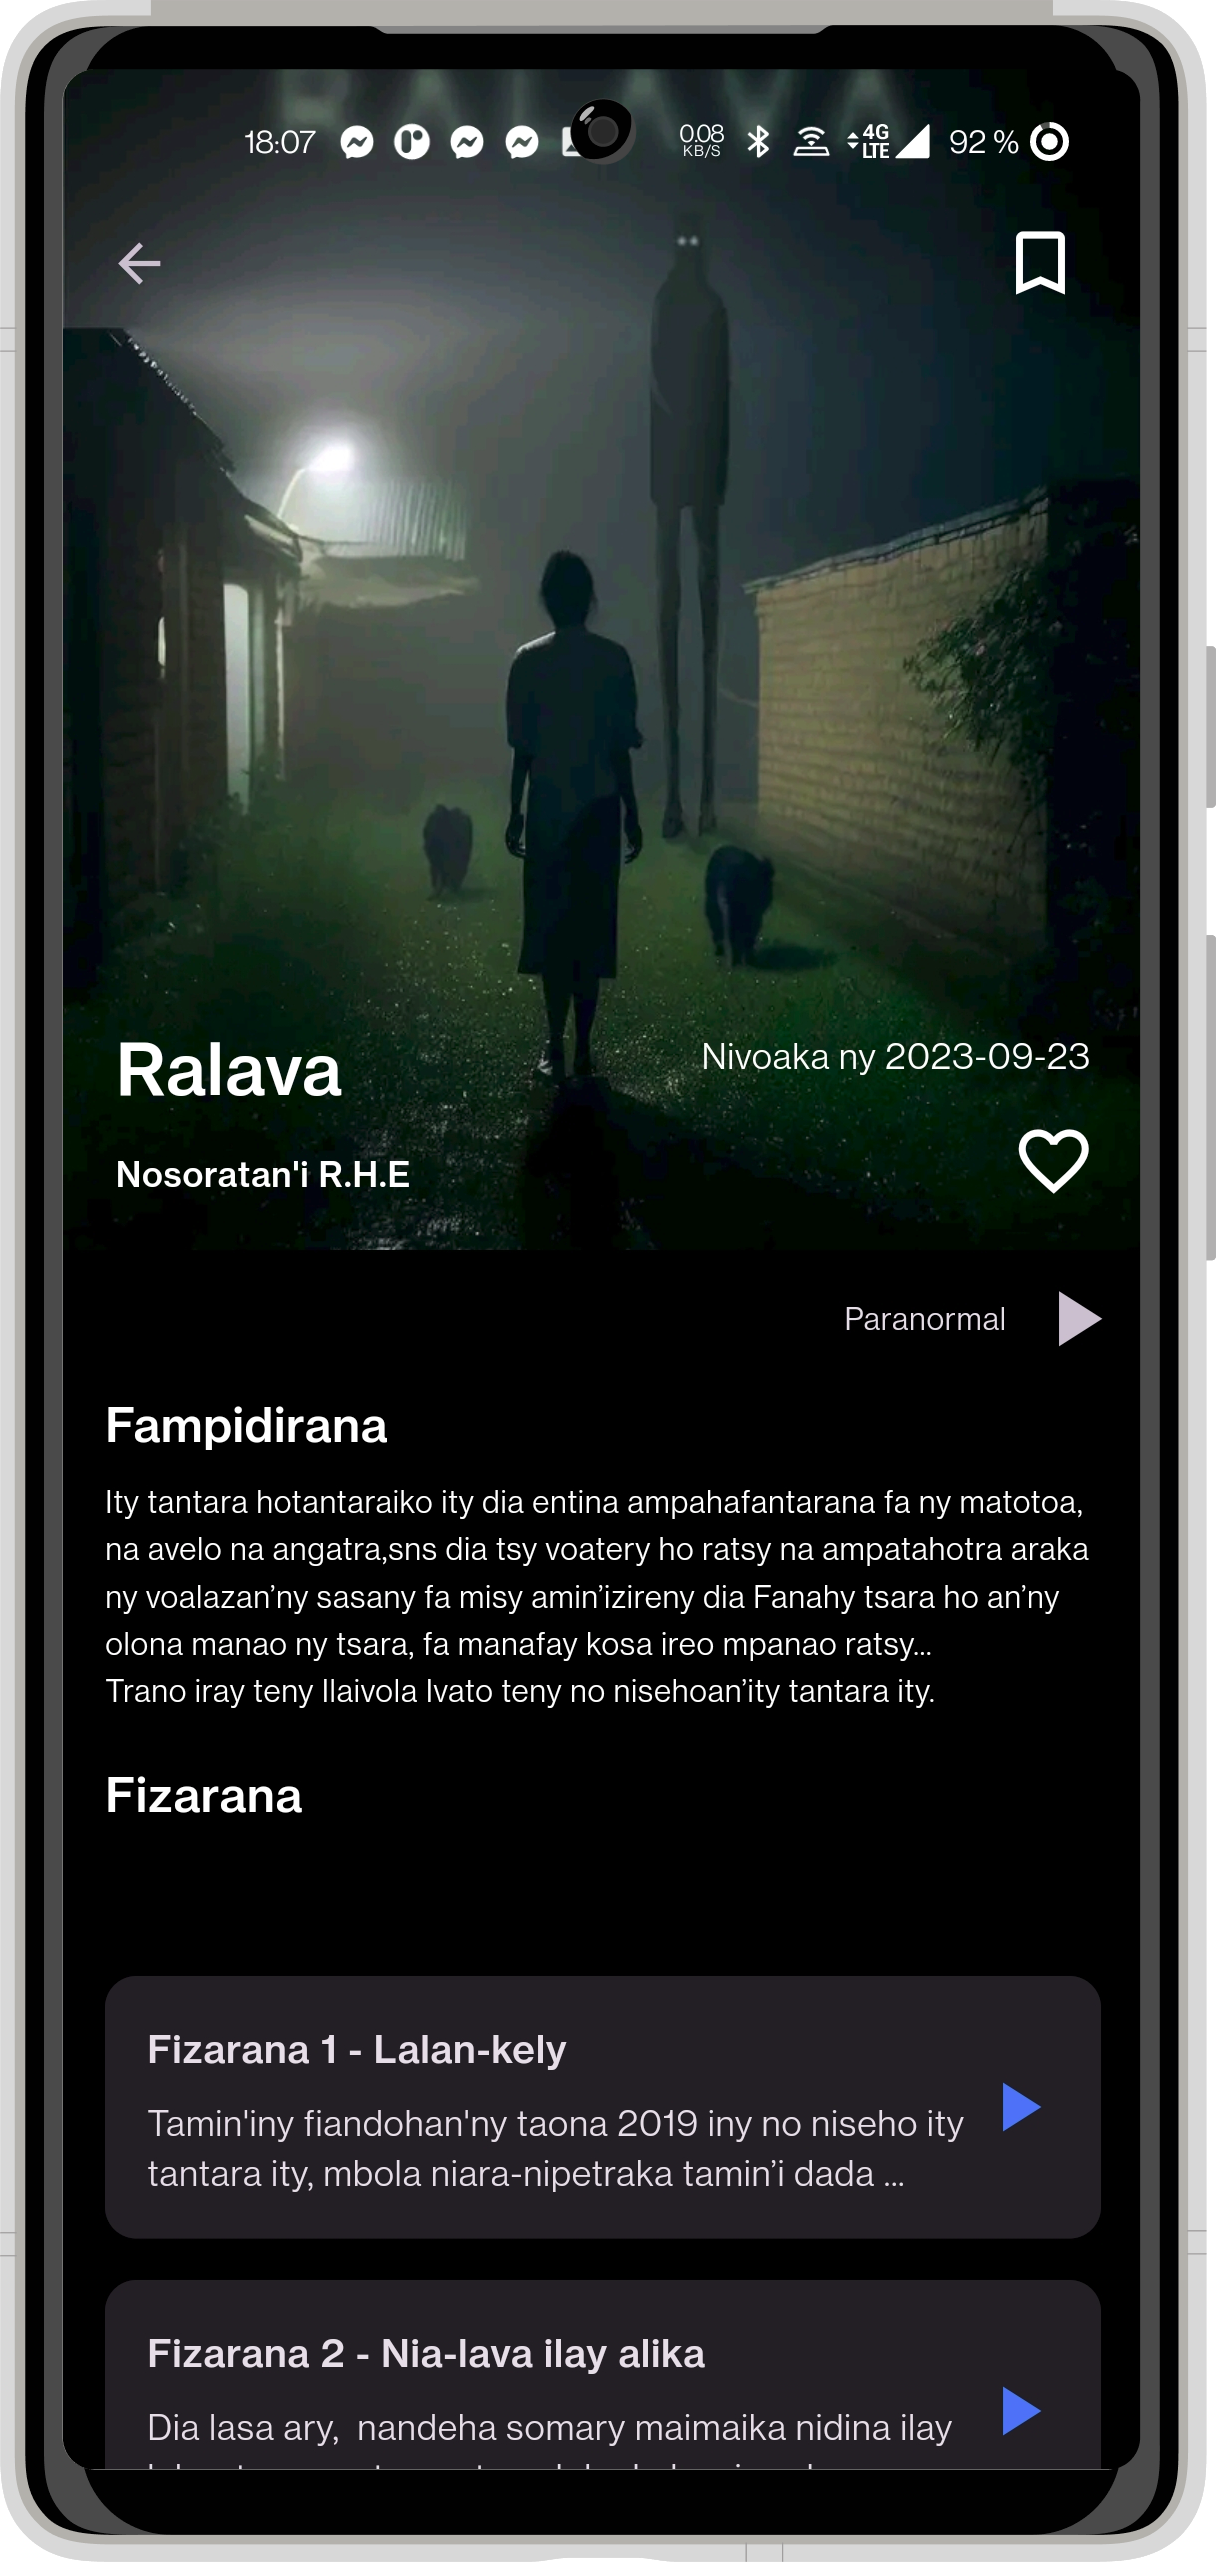 RALAVA
18:07
0.08
KB/S
4G
LTE
92 %
Ralava
Nivoaka ny 2023-09-23
Nosoratan'i R.H.E
Paranormal
Fampidirana
Ity tantara hotantaraiko ity dia entina ampahafantarana fa ny matotoa,
na avelo na angatra,sns dia tsy voatery ho ratsy na ampatahotra araka
ny voalazan’ny sasany fa misy amin’izireny dia Fanahy tsara ho an’ny
olona manao ny tsara, fa manafay kosa ireo mpanao ratsy...
Trano iray teny Ilaivola Ivato teny no nisehoan’ity tantara ity.
Fizarana
Fizarana 1 - Lalan-kely
Tamin'iny fiandohan'ny taona 2019 iny no niseho ity
tantara ity, mbola niara-nipetraka tamin’i dada ...
Fizarana 2 - Nia-lava ilay alika
Dia lasa ary,  nandeha somary maimaika nidina ilay